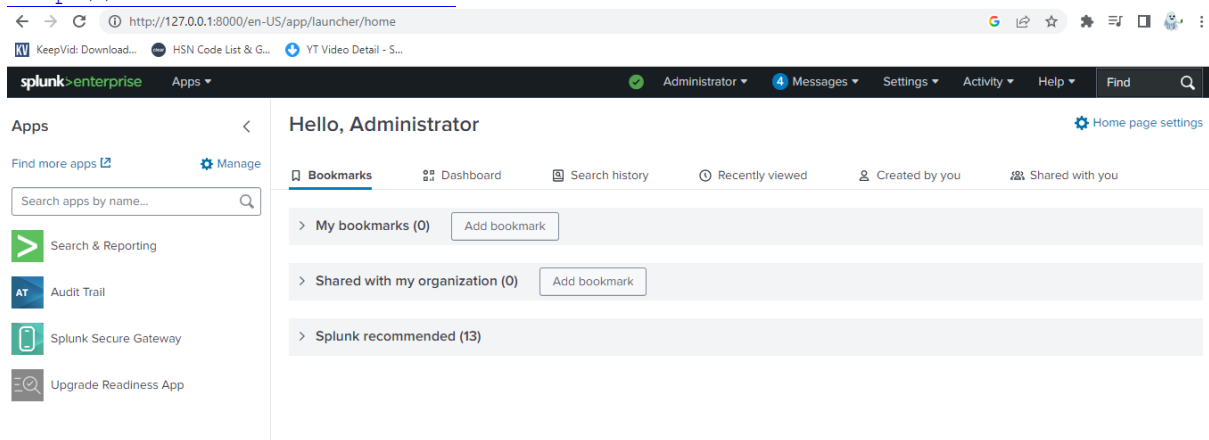 http://127.0.0.1:8000/en-US/app/launcher/home
KeepVid: Download... HSN Code List & G... YT Video Detail - S...
splunk>enterprise Apps Administrator 4 Messages Settings Activity Help Find
Apps
Hello, Administrator
Home page settings
Find more apps Manage
Bookmarks Dashboard Search history Recently viewed Created by you Shared with you
Search apps by name...
My bookmarks (0) Add bookmark
Search & Reporting
Shared with my organization (0) Add bookmark
AT Audit Trail
Splunk Secure Gateway
Splunk recommended (13)
Upgrade Readiness App